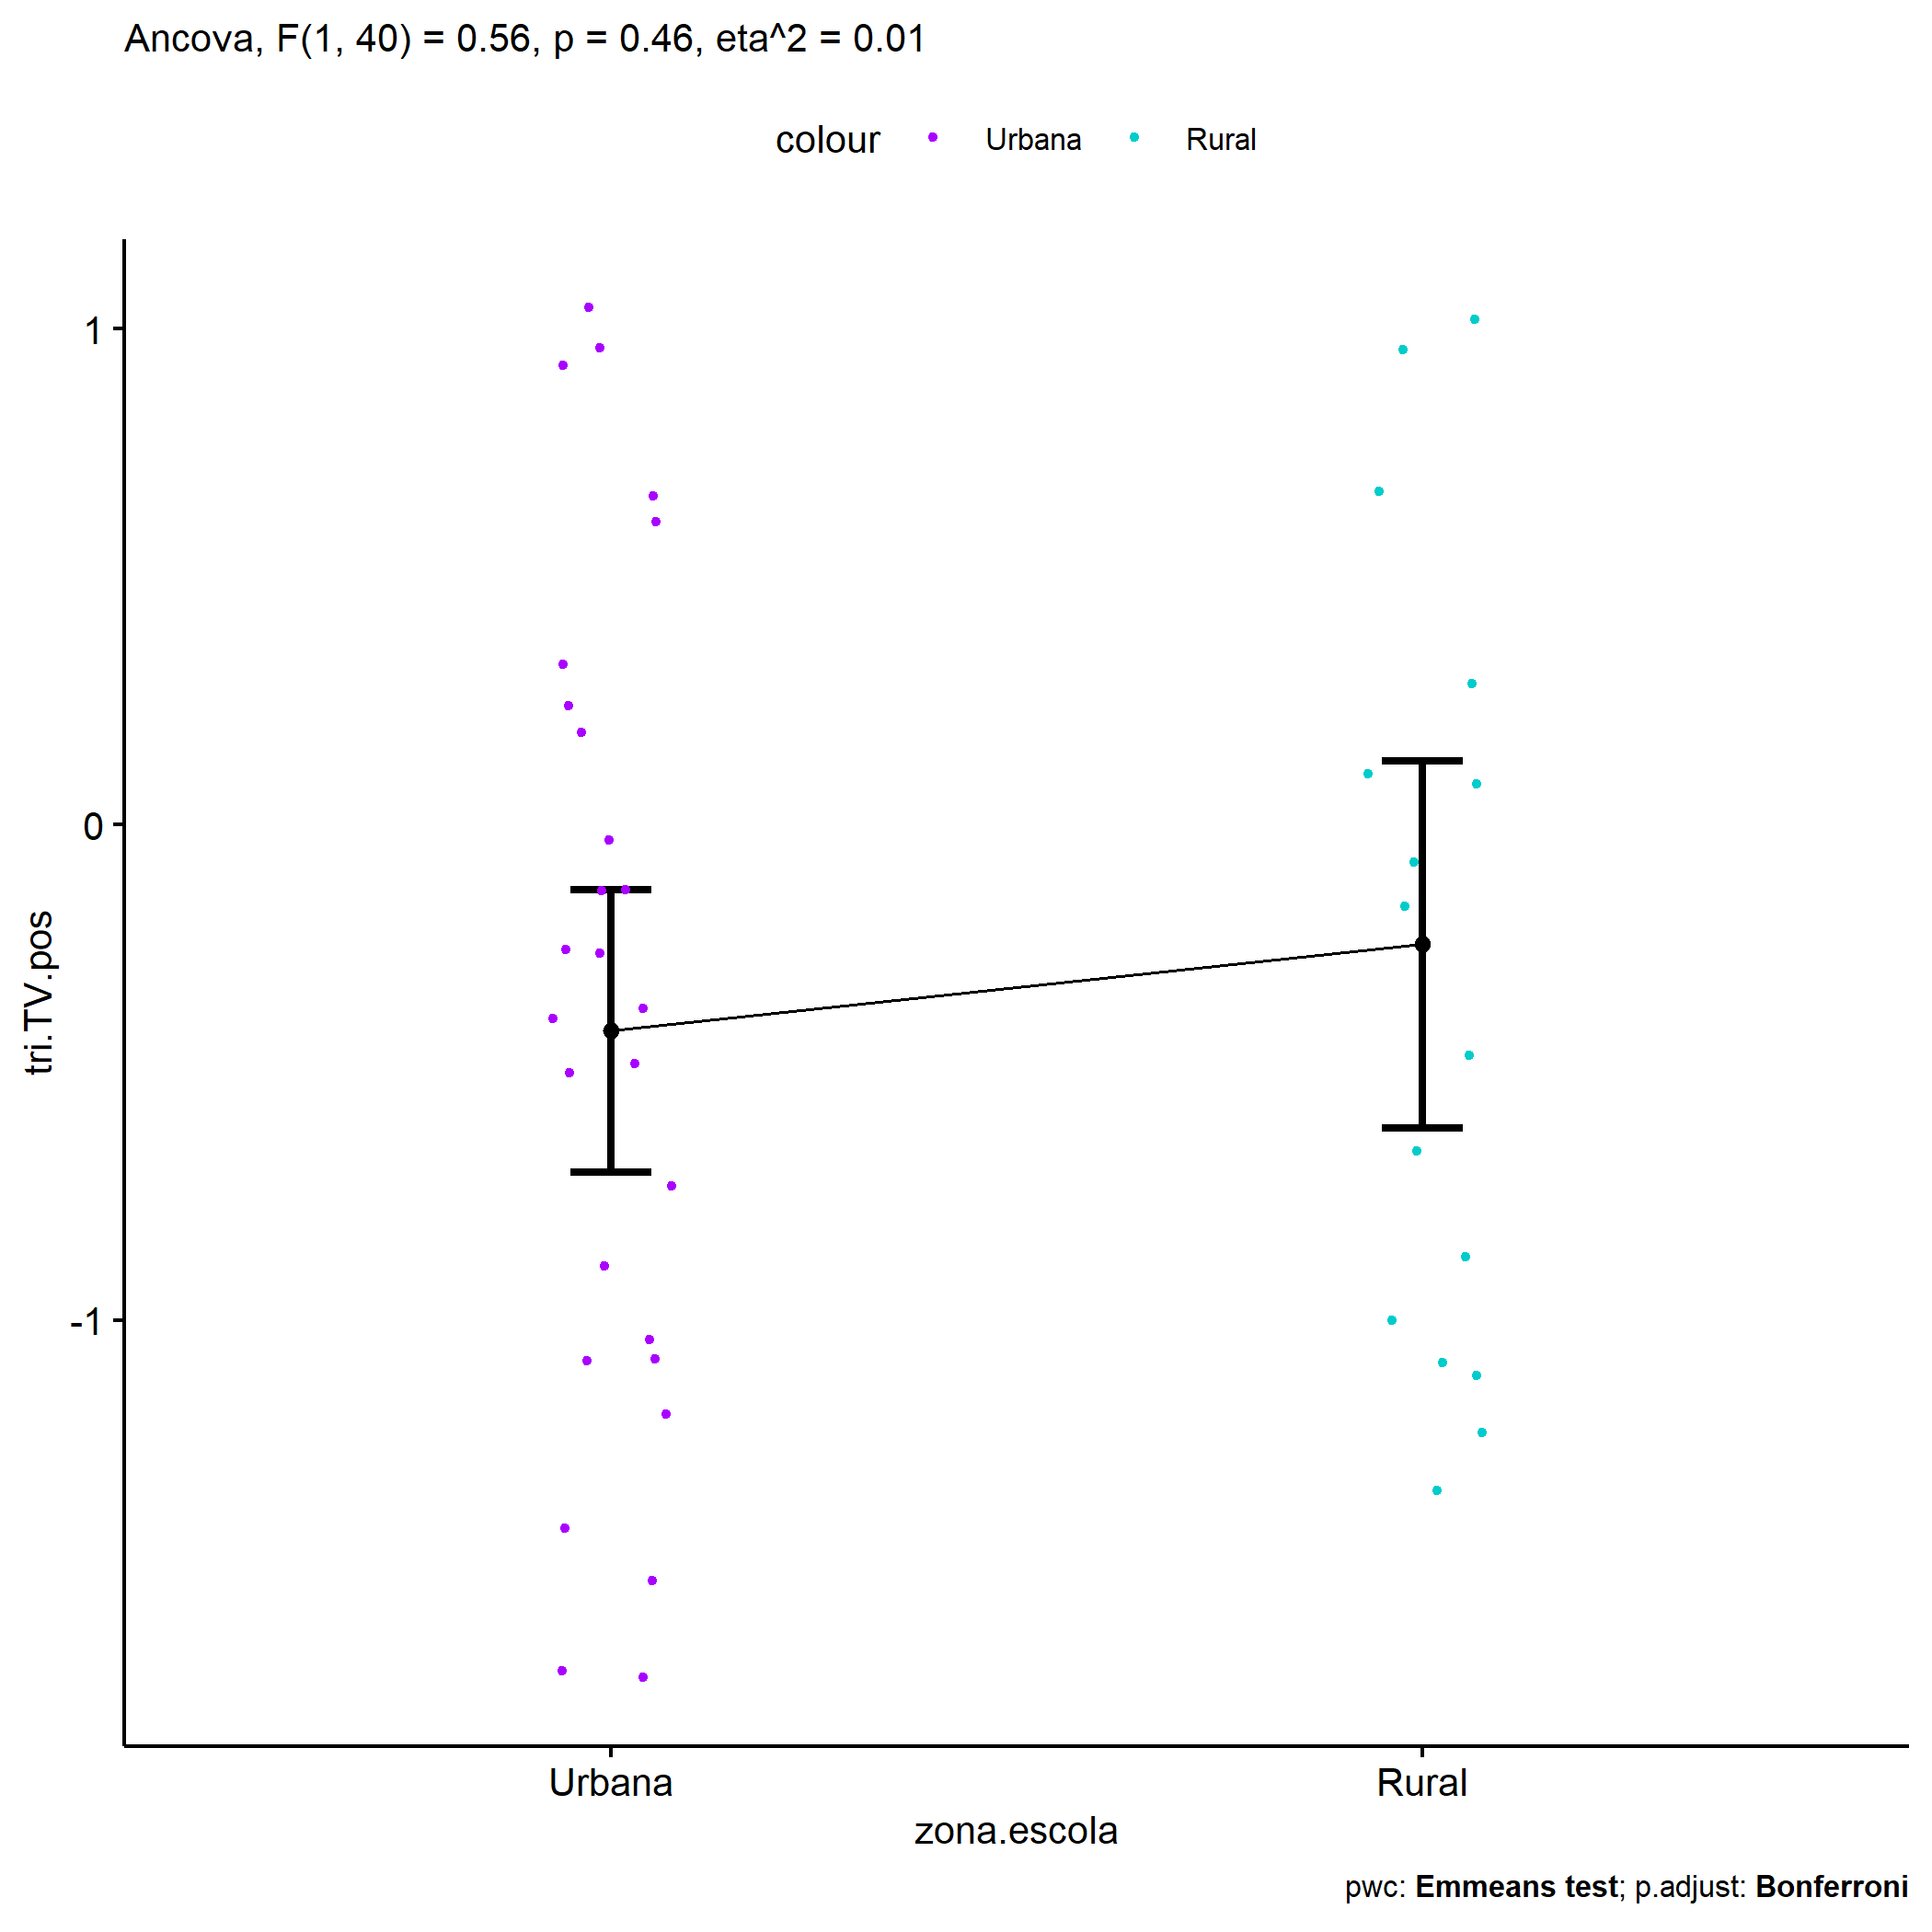 Ancova, F(1, 40) = 0.56, p = 0.46, eta^2 = 0.01
colour Urbana Rural
1
0
-1
tri.TV.pos
Urbana Rural
zona.escola
pwc: Emmeans test; p.adjust: Bonferroni